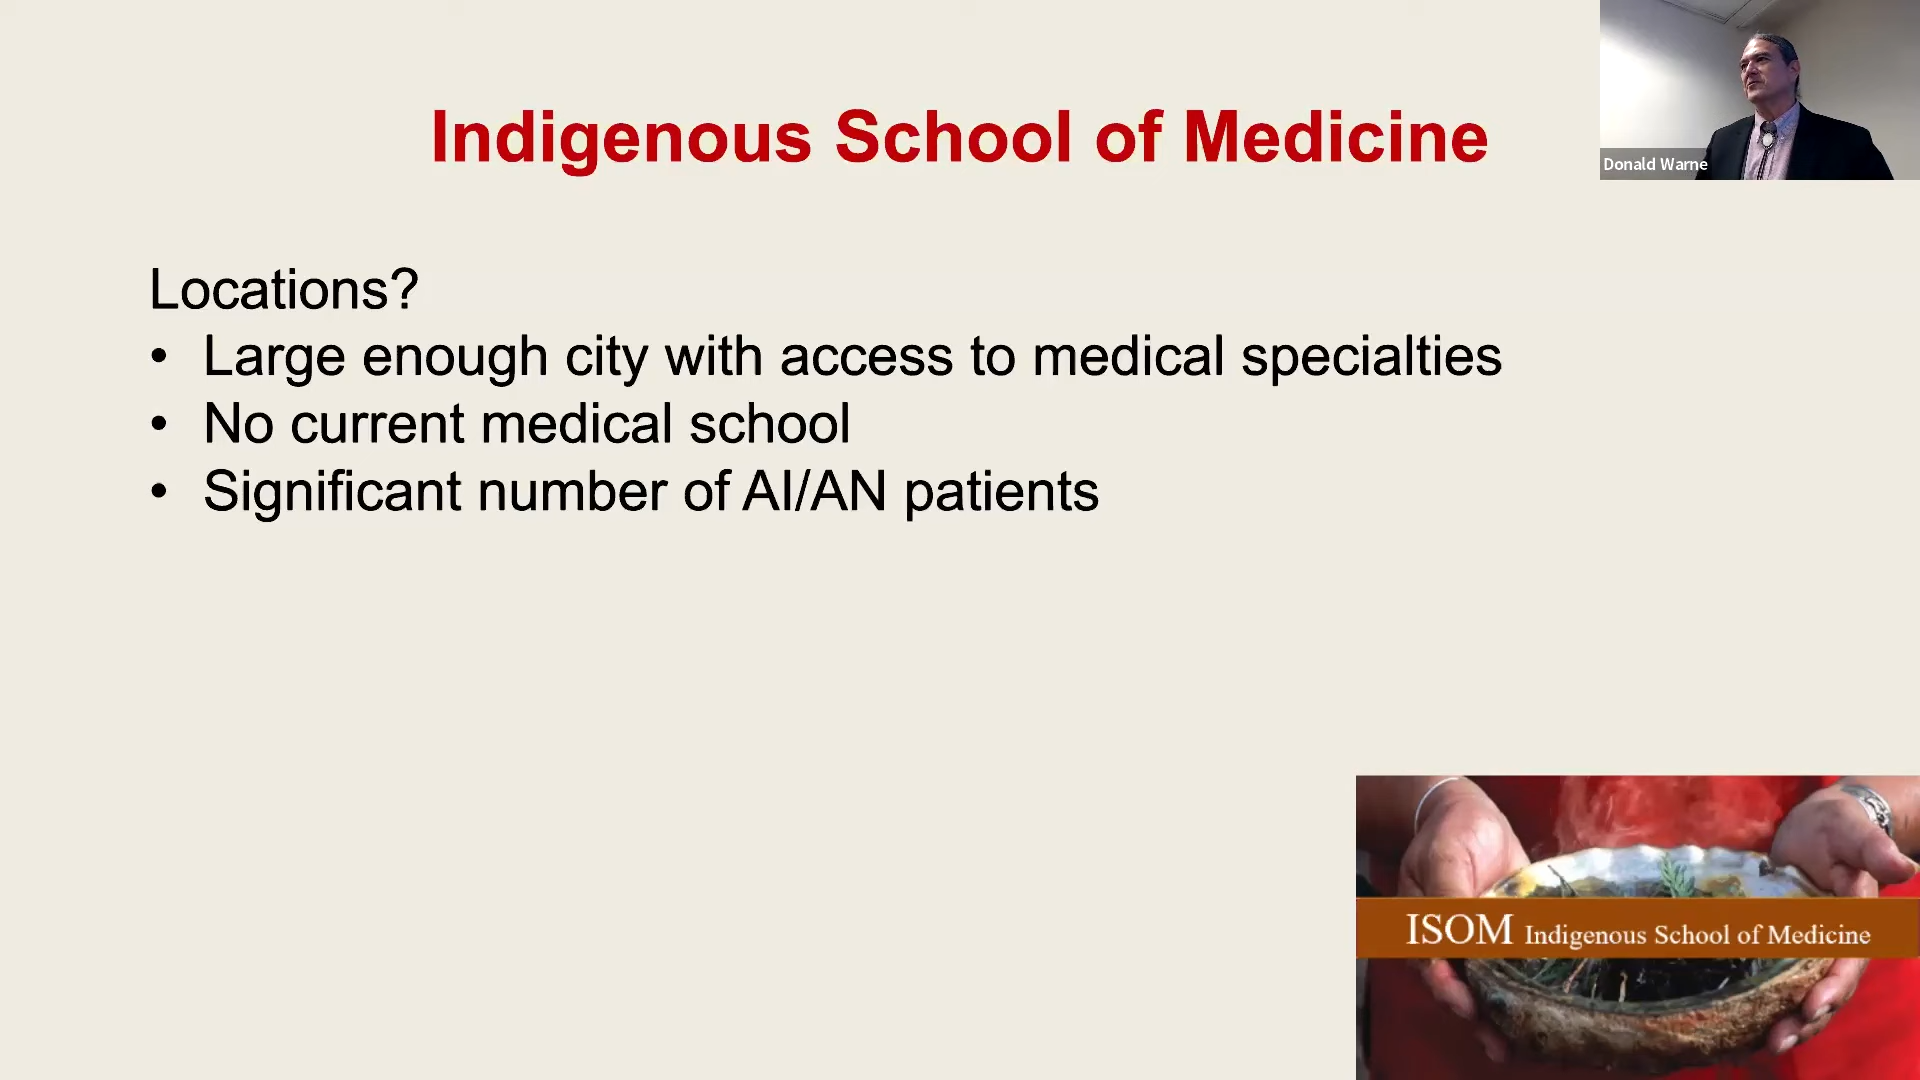 Indigenous School of Medicine
Donald Warne
Locations?
• Large enough city with access to medical specialties
• No current medical school
• Significant number of AI/AN patients
ISOM Indigenous School of Medicine